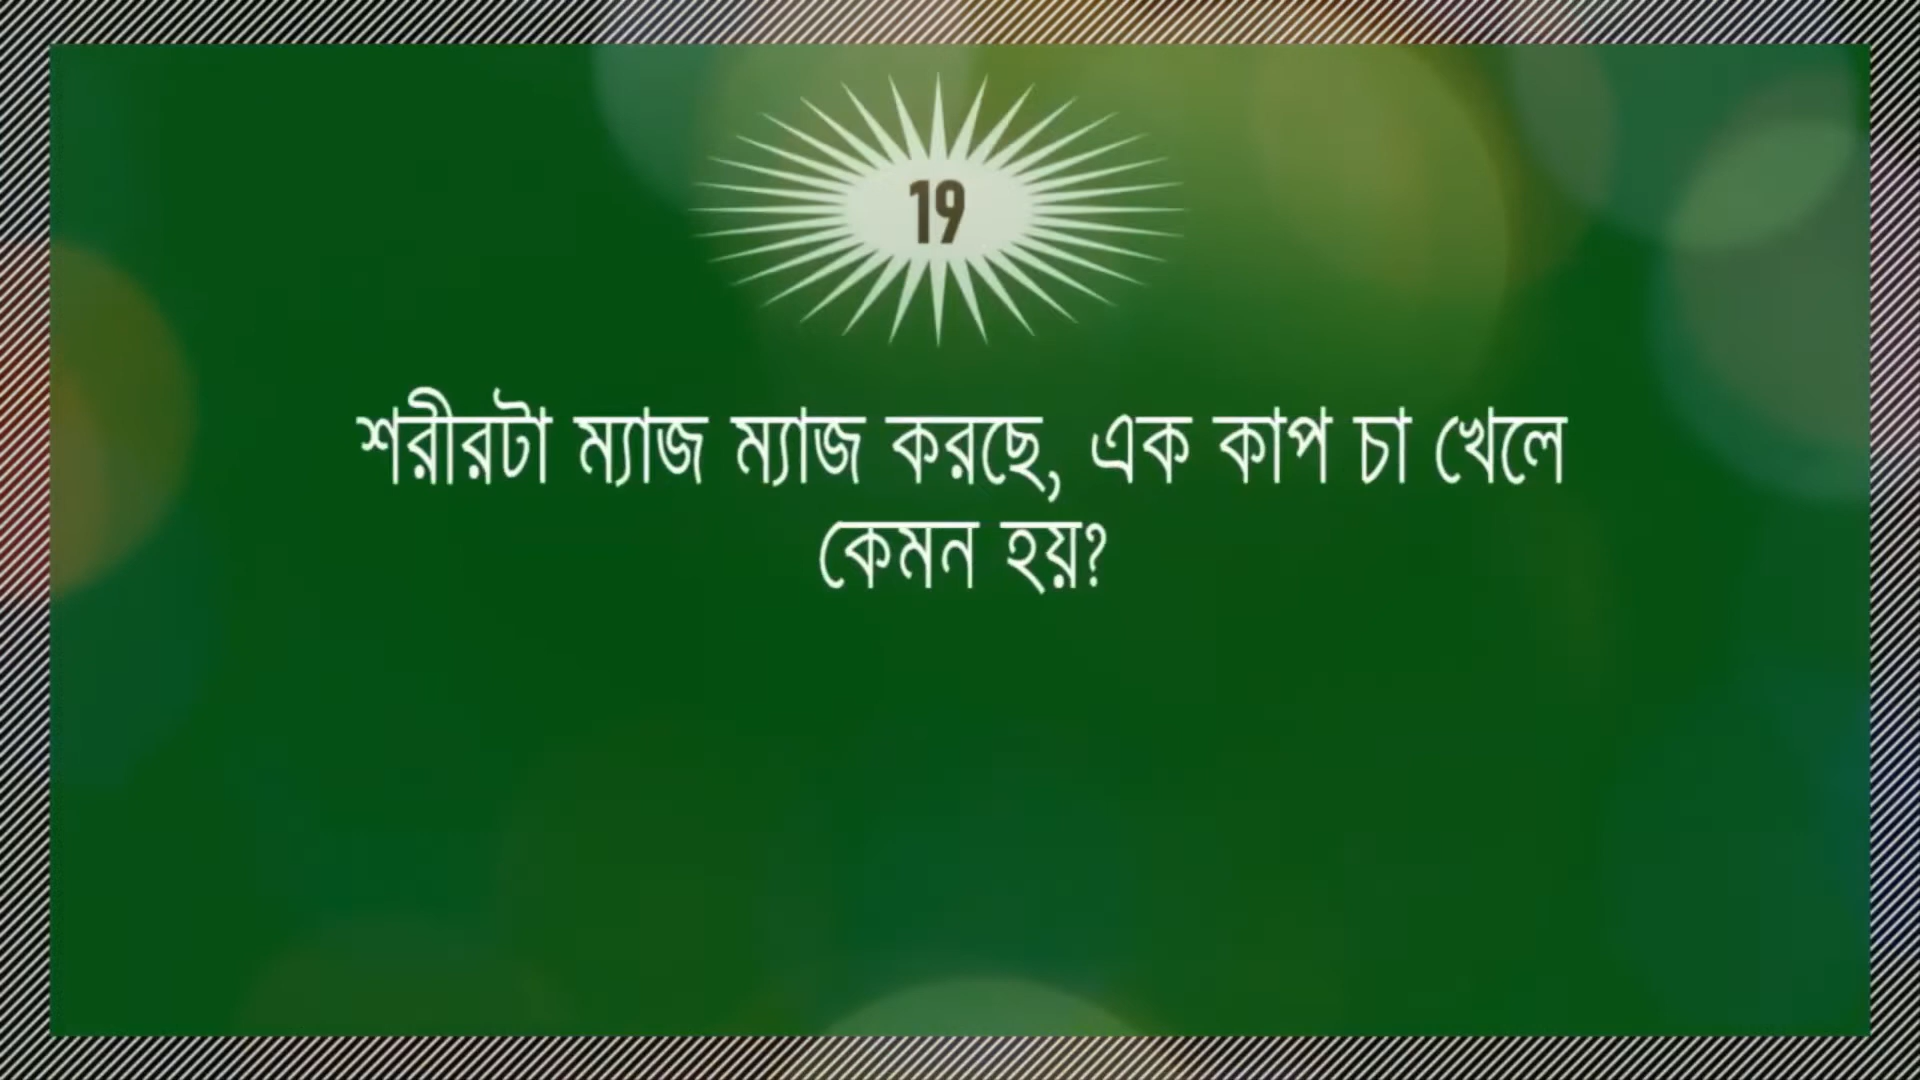 19
শরীরটা ম্যাজ ম্যাজ করছে, এক কাপ চা খেলে
কেমন হয়?